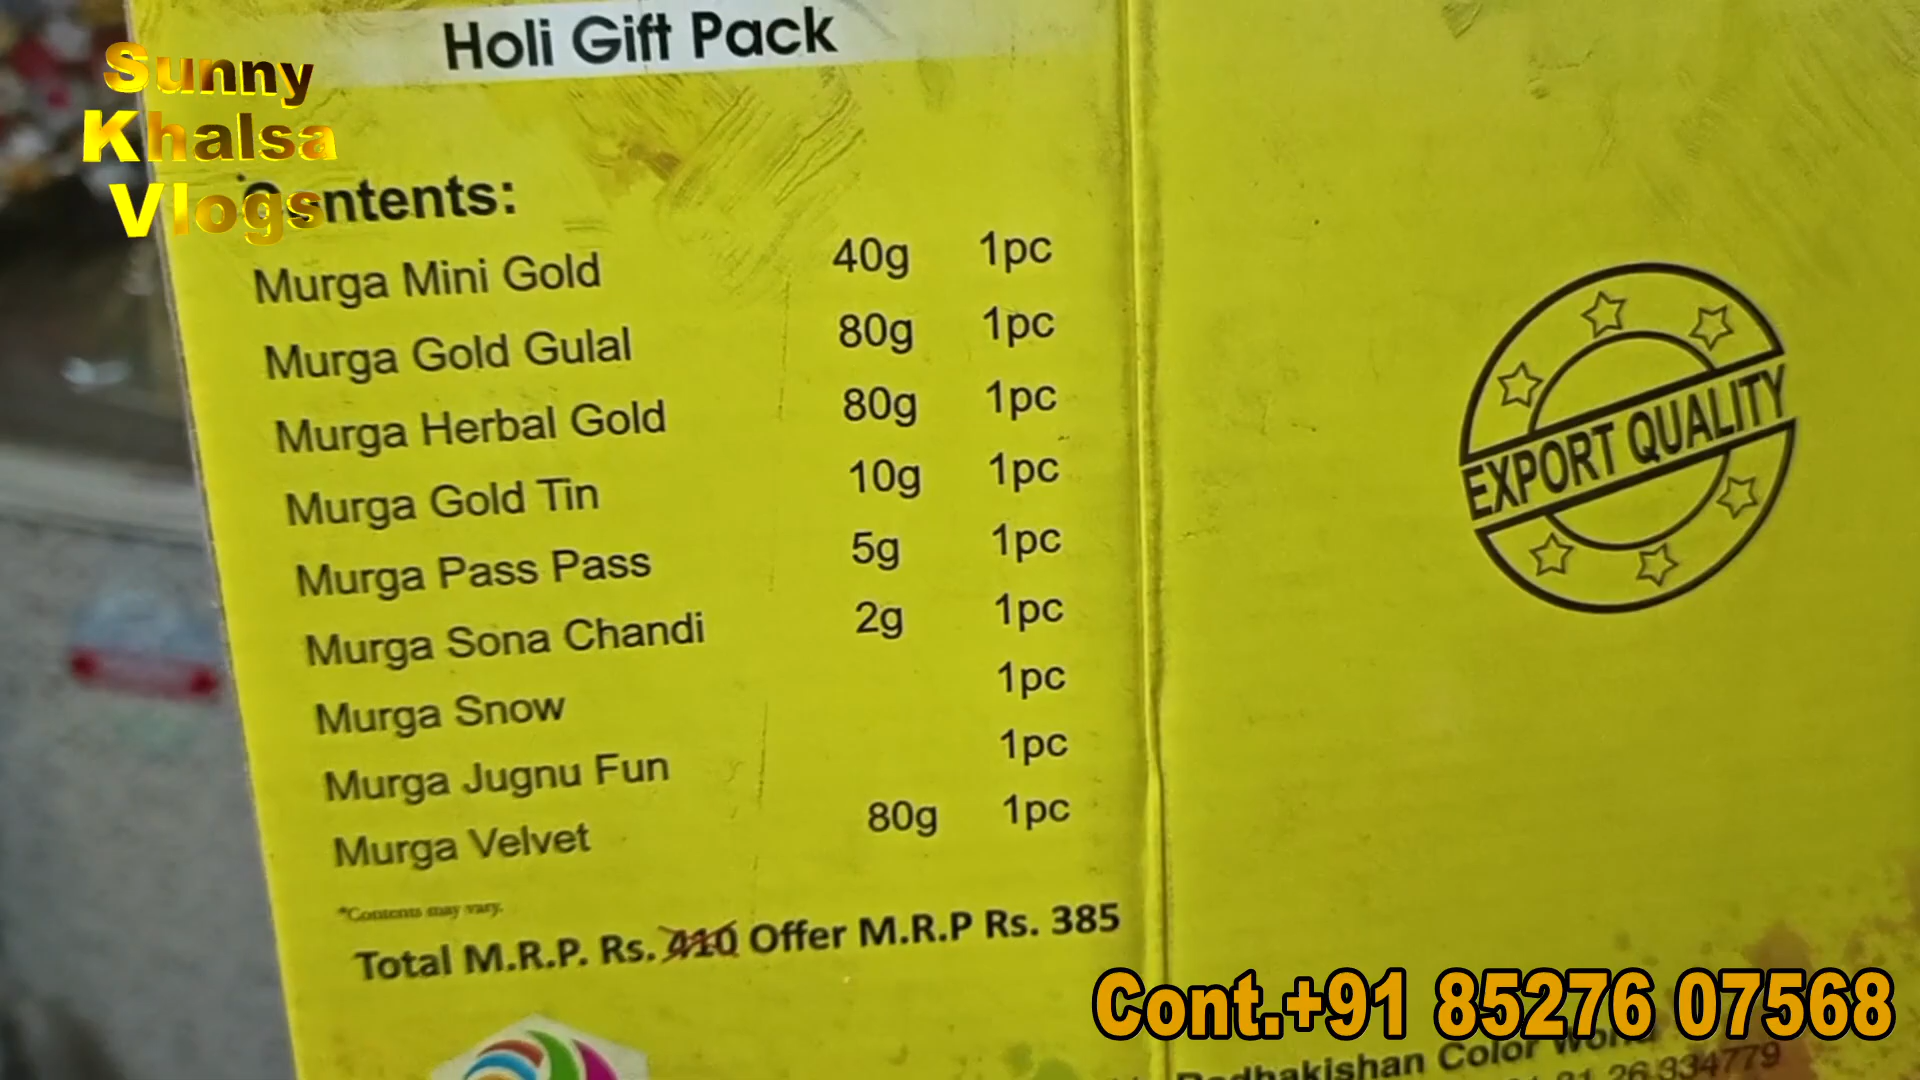 Sunny
Khalsa
Vlogs
Holi Gift Pack
Contents:
Murga Mini Gold 40g 1pc
Murga Gold Gulal 80g 1pc
Murga Herbal Gold 80g 1pc
Murga Gold Tin 10g 1pc
Murga Pass Pass 5g 1pc
Murga Sona Chandi 2g 1pc
Murga Snow 1pc
Murga Jugnu Fun 1pc
Murga Velvet 80g 1pc
*Contents may vary.
Total M.R.P. Rs. 410 Offer M.R.P Rs. 385
EXPORT QUALITY
Cont.+91 85276 07568
Color
26 334779